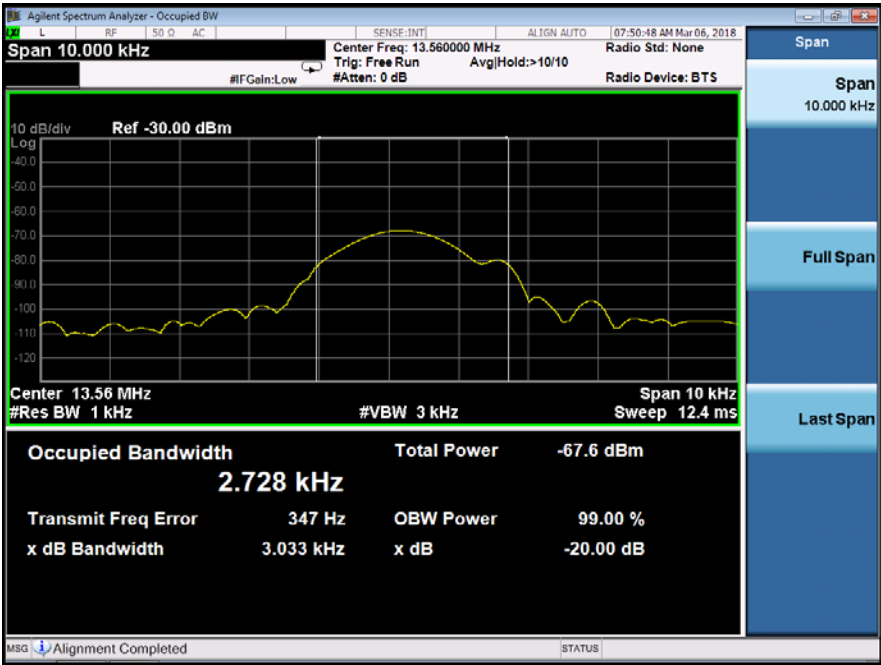 Agilent Spectrum Analyzer - Occupied BW
LXI L RF 50 Ω AC SENSE:INT ALIGN AUTO 07:50:48 AM Mar 06, 2018
Span 10.000 kHz
Center Freq: 13.560000 MHz Radio Std: None
Trig: Free Run Avg|Hold:>10/10
#IFGain:Low #Atten: 0 dB Radio Device: BTS
Span
Span
10.000 kHz
Full Span
Last Span
10 dB/div Ref -30.00 dBm
Log
-40.0
-50.0
-60.0
-70.0
-80.0
-90.0
-100
-110
-120
Center 13.56 MHz Span 10 kHz
#Res BW 1 kHz #VBW 3 kHz Sweep 12.4 ms
Occupied Bandwidth Total Power -67.6 dBm
2.728 kHz
Transmit Freq Error 347 Hz OBW Power 99.00 %
x dB Bandwidth 3.033 kHz x dB -20.00 dB
MSG Alignment Completed STATUS